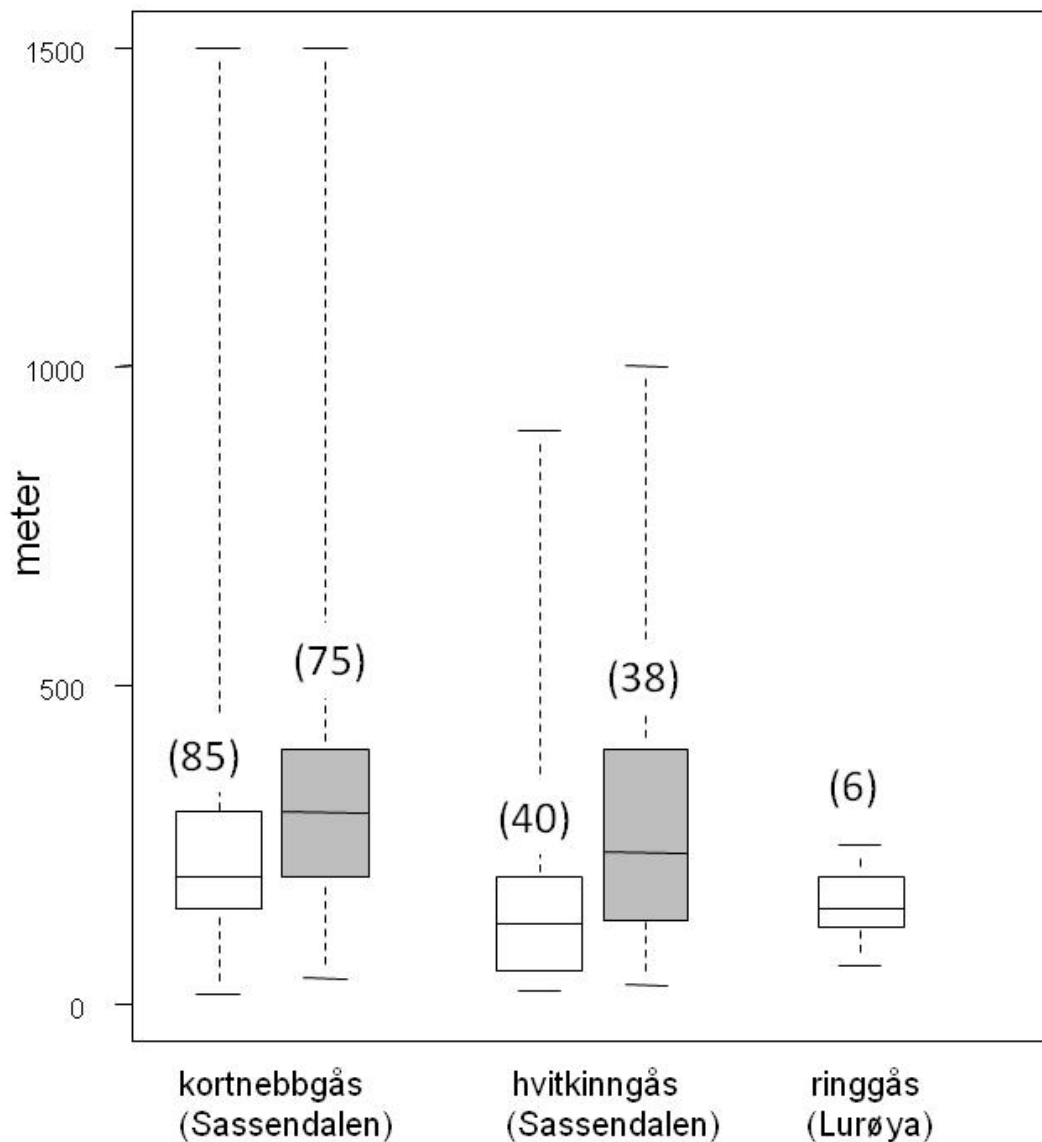 meter
1500
1000
500
0
(85)
(75)
(40)
(38)
(6)
kortnebbgås
(Sassendalen)
hvitkinngås
(Sassendalen)
ringgås
(Lurøya)